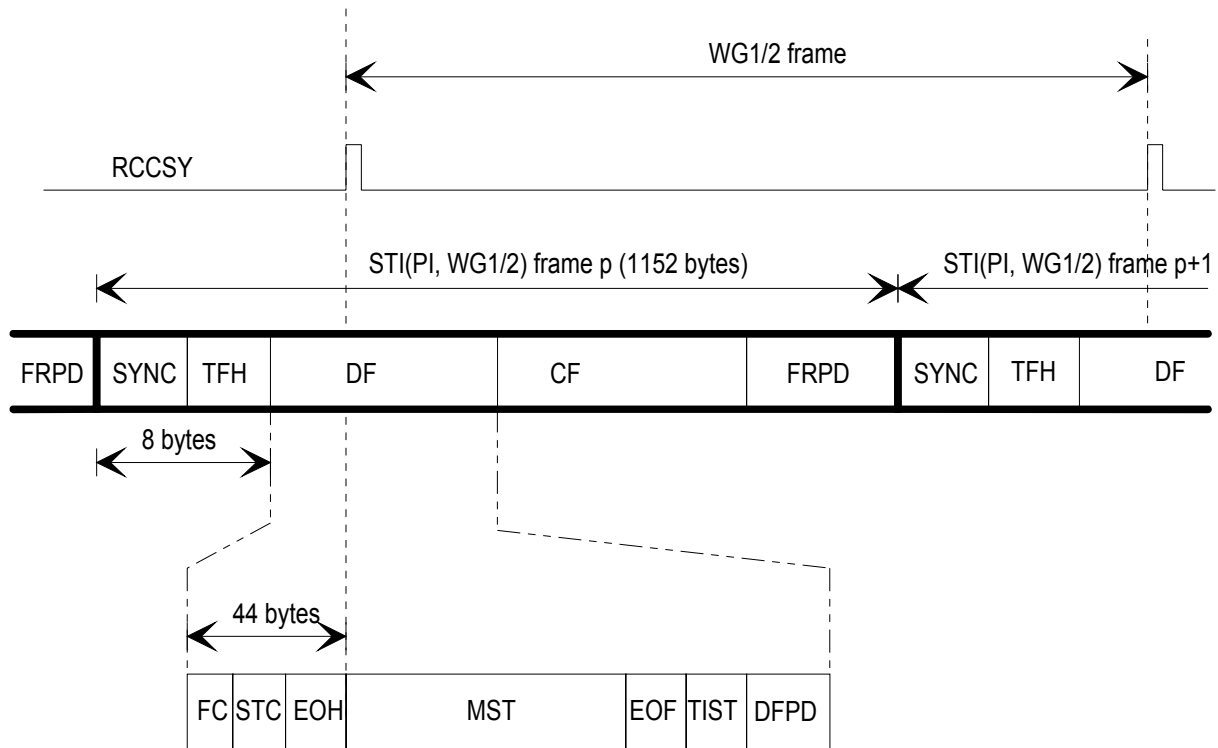 WG1/2 frame
RCCSY
STI(PI, WG1/2) frame p (1152 bytes)
STI(PI, WG1/2) frame p+1
FRPD SYNC TFH DF CF FRPD SYNC TFH DF
8 bytes
44 bytes
FC STC EOH MST EOF TIST DFPD